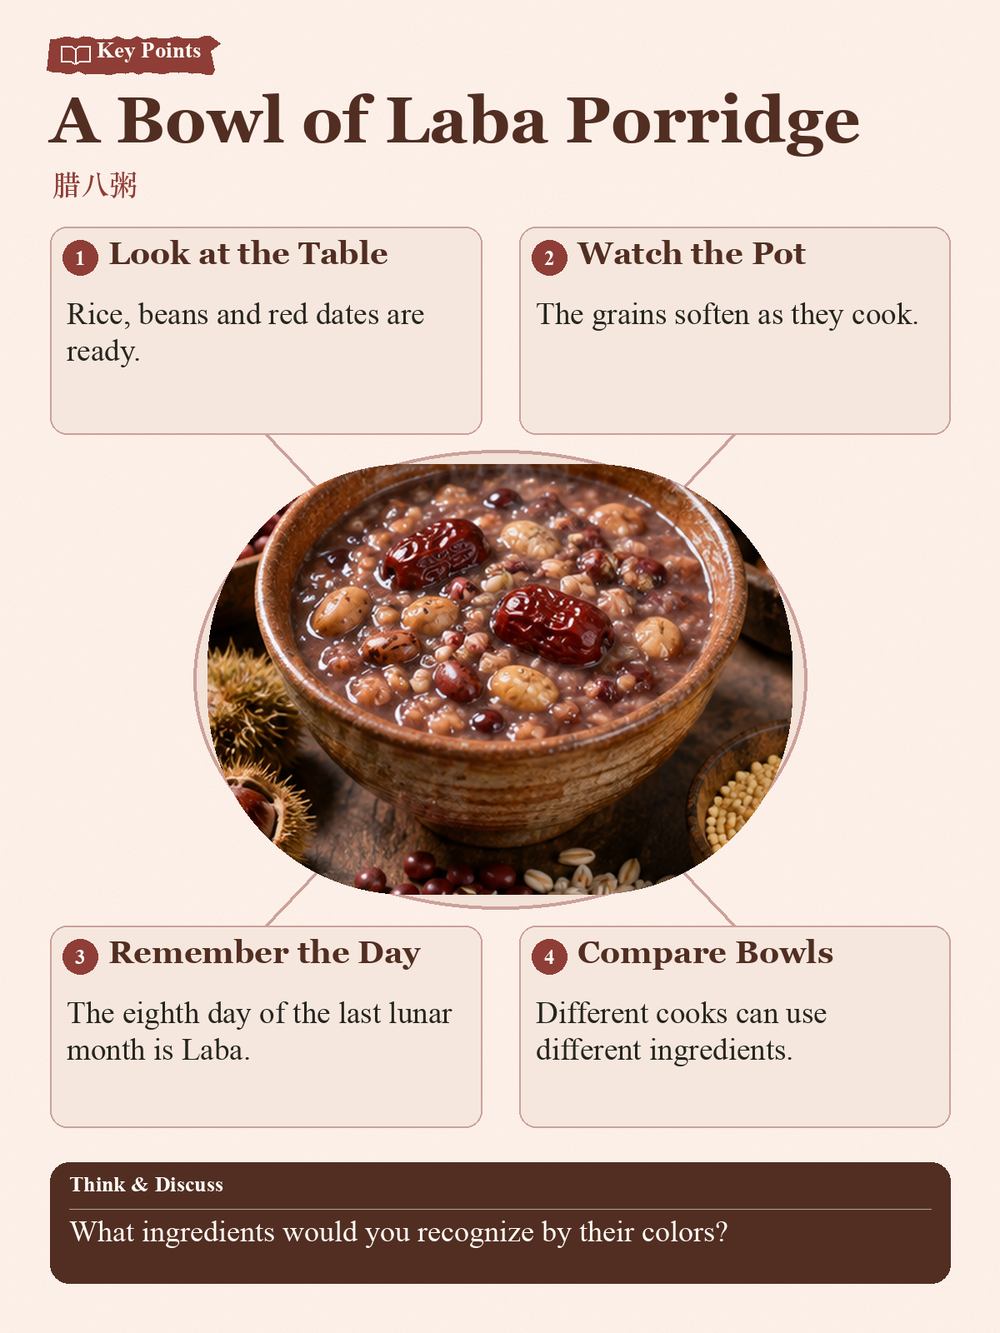 Key Points
A Bowl of Laba Porridge
腊八粥
1 Look at the Table
Rice, beans and red dates are
ready.
2 Watch the Pot
The grains soften as they cook.
3 Remember the Day
The eighth day of the last lunar
month is Laba.
4 Compare Bowls
Different cooks can use
different ingredients.
Think & Discuss
What ingredients would you recognize by their colors?